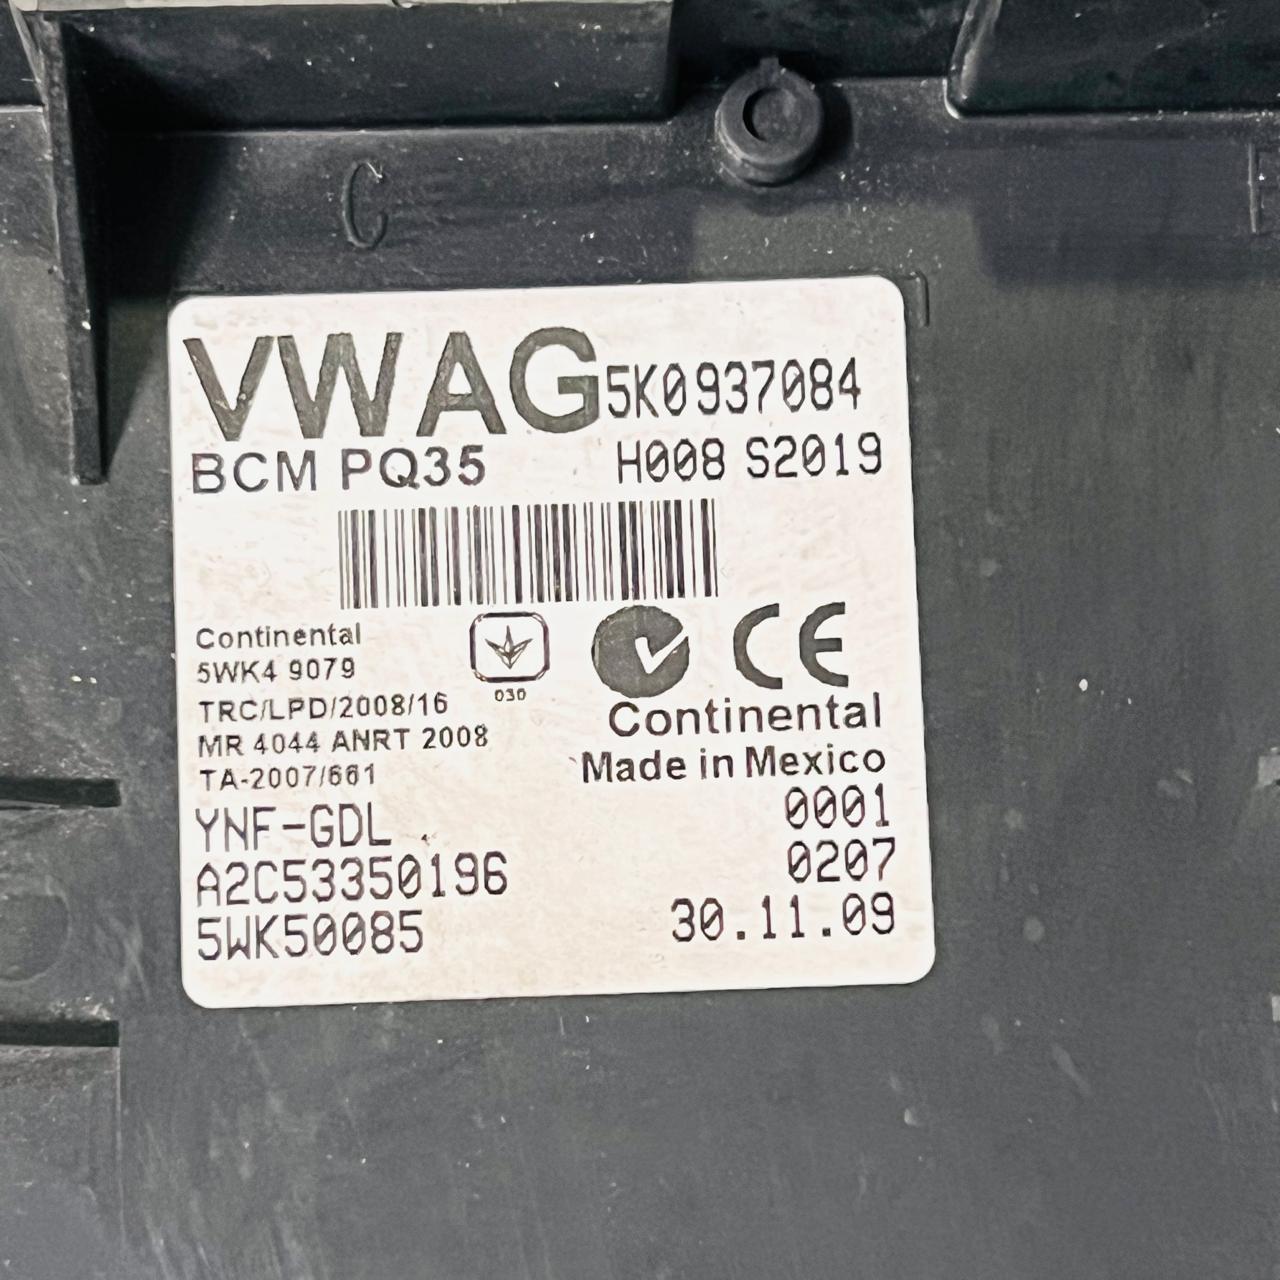 C
VWAG 5K0937084
BCM PQ35 H008 S2019
Continental
5WK4 9079
030
CE
TRC/LPD/2008/16
MR 4044 ANRT 2008
TA-2007/661
Continental
Made in Mexico
YNF-GDL 0001
A2C53350196 0207
5WK50085 30.11.09